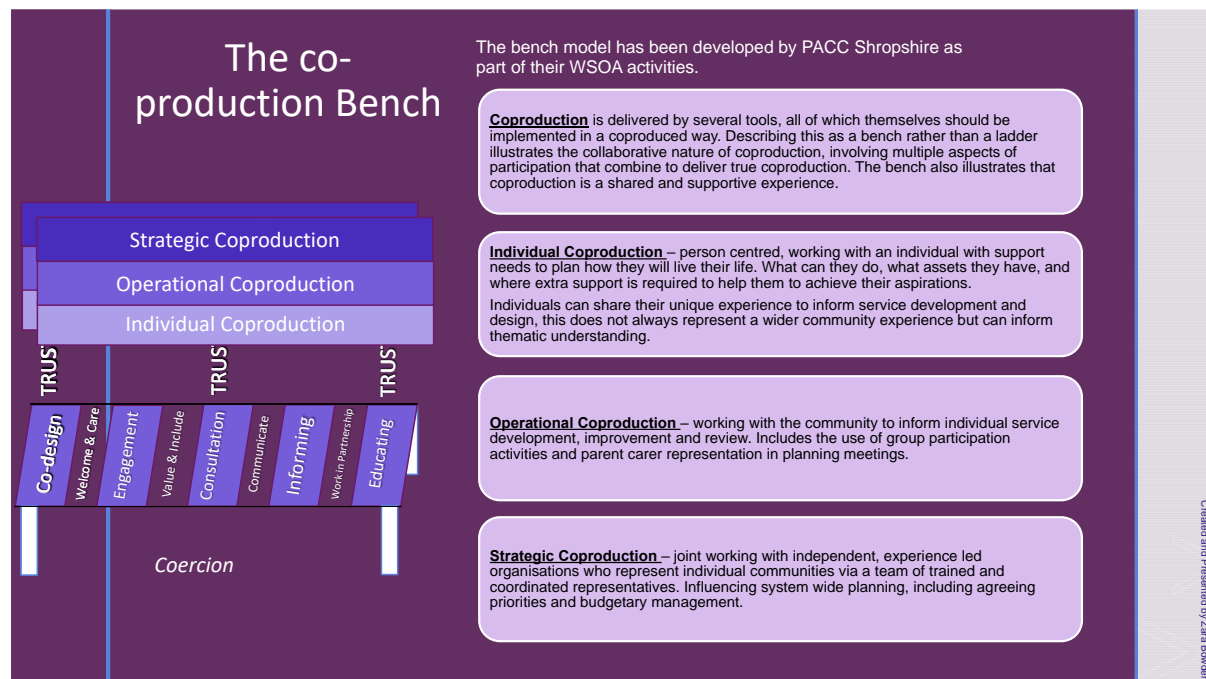 The co-
production Bench
The bench model has been developed by PACC Shropshire as
part of their WSOA activities.
Coproduction is delivered by several tools, all of which themselves should be
implemented in a coproduced way. Describing this as a bench rather than a ladder
illustrates the collaborative nature of coproduction, involving multiple aspects of
participation that combine to deliver true coproduction. The bench also illustrates that
coproduction is a shared and supportive experience.
Individual Coproduction – person centred, working with an individual with support
needs to plan how they will live their life. What can they do, what assets they have, and
where extra support is required to help them to achieve their aspirations.
Individuals can share their unique experience to inform service development and
design, this does not always represent a wider community experience but can inform
thematic understanding.
Operational Coproduction – working with the community to inform individual service
development, improvement and review. Includes the use of group participation
activities and parent carer representation in planning meetings.
Strategic Coproduction – joint working with independent, experience led
organisations who represent individual communities via a team of trained and
coordinated representatives. Influencing system wide planning, including agreeing
priorities and budgetary management.
Strategic Coproduction
Operational Coproduction
Individual Coproduction
TRUST
TRUST
TRUST
Co-design
Welcome & Care
Engagement
Value & Include
Consultation
Communicate
Informing
Work in Partnership
Educating
Coercion
Created and Presented by Zara Bowden